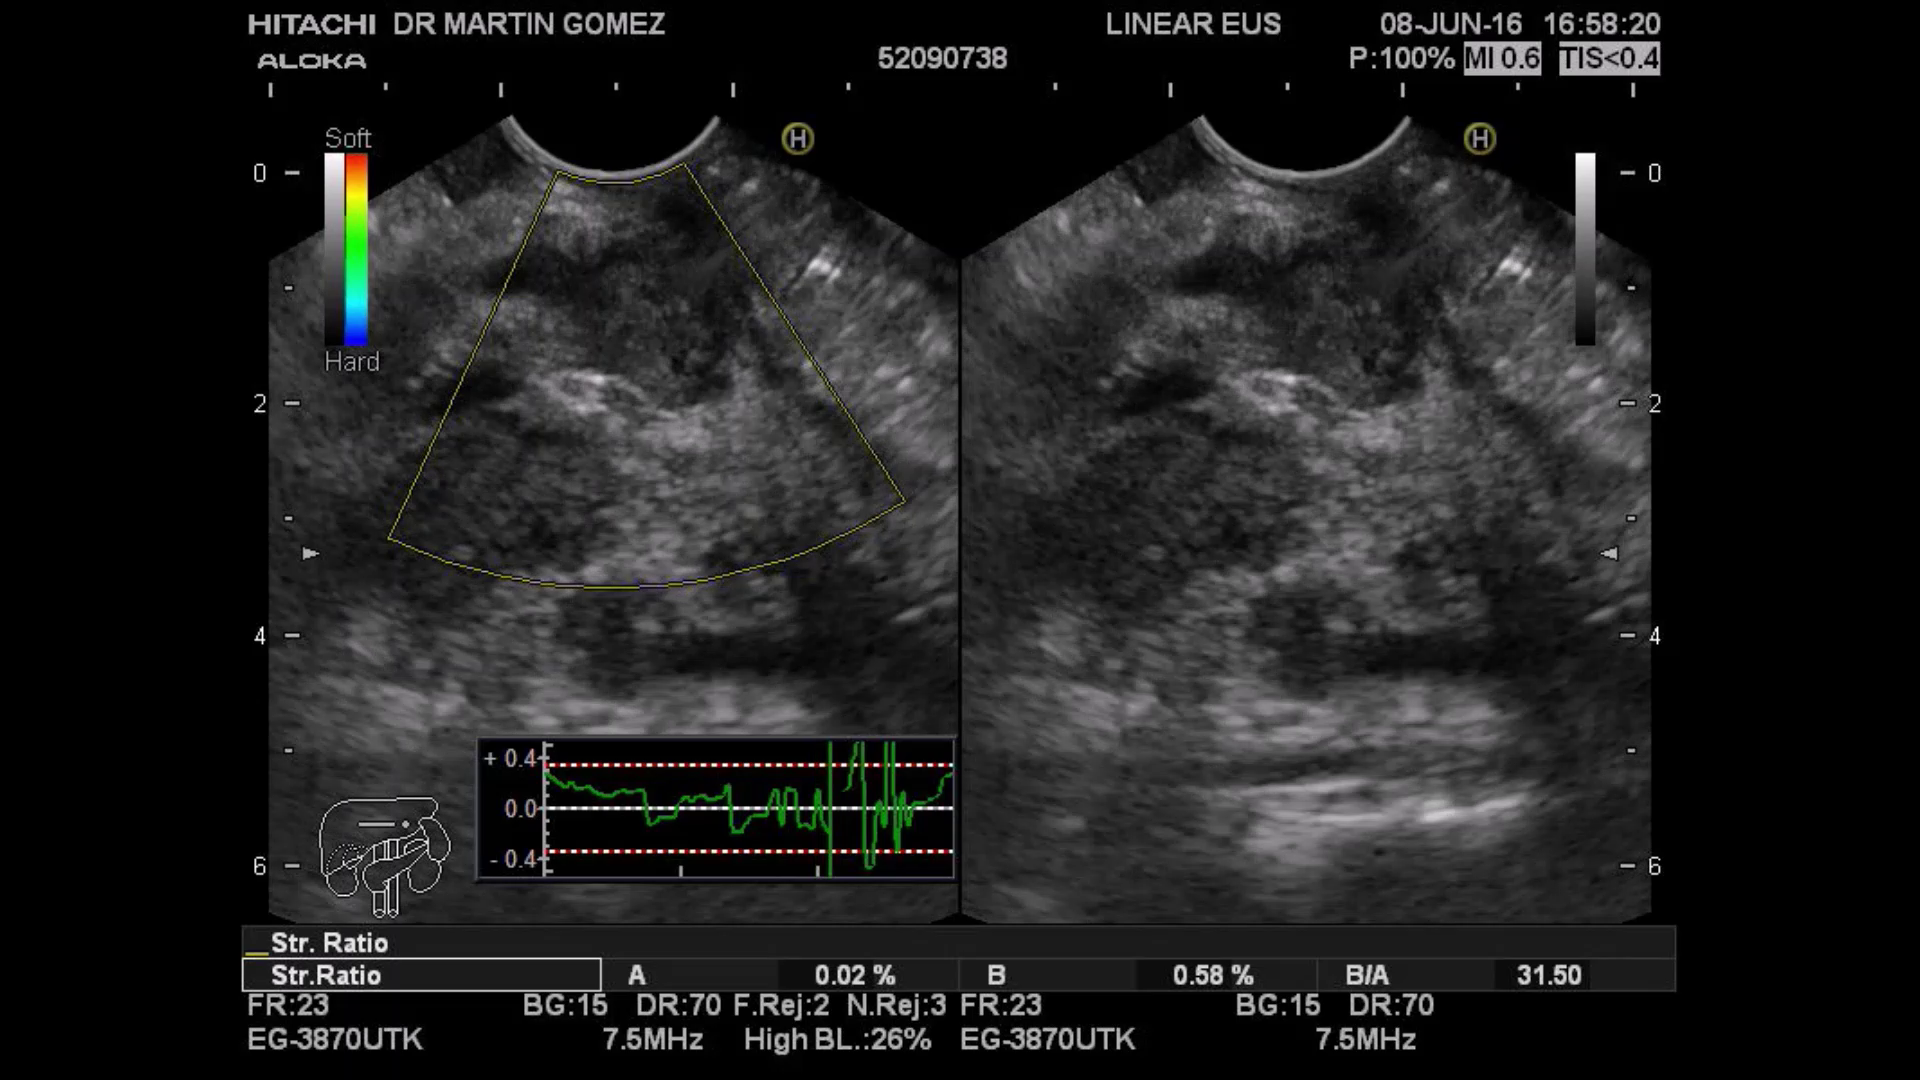 HITACHI DR MARTIN GOMEZ LINEAR EUS 08-JUN-16 16:58:20
ALOKA 52090738 P:100% MI 0.6 TIS<0.4
H H
Soft
0 0
Hard
2 2
4 4
+ 0.4
0.0
- 0.4
6 6
Str. Ratio
Str.Ratio A 0.02 % B 0.58 % B/A 31.50
FR:23 BG:15 DR:70 F.Rej:2 N.Rej:3 FR:23 BG:15 DR:70
EG-3870UTK 7.5MHz High BL.:26% EG-3870UTK 7.5MHz